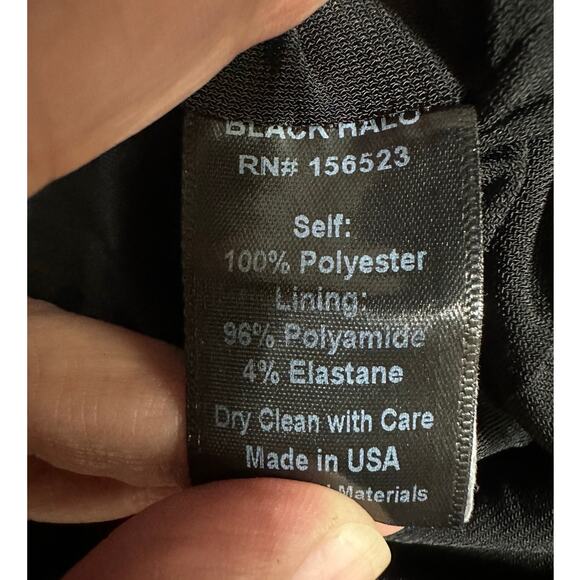 BLACK HALO
RN# 156523
Self:
100% Polyester
Lining:
96% Polyamide
4% Elastane
Dry Clean with Care
Made in USA
Materials